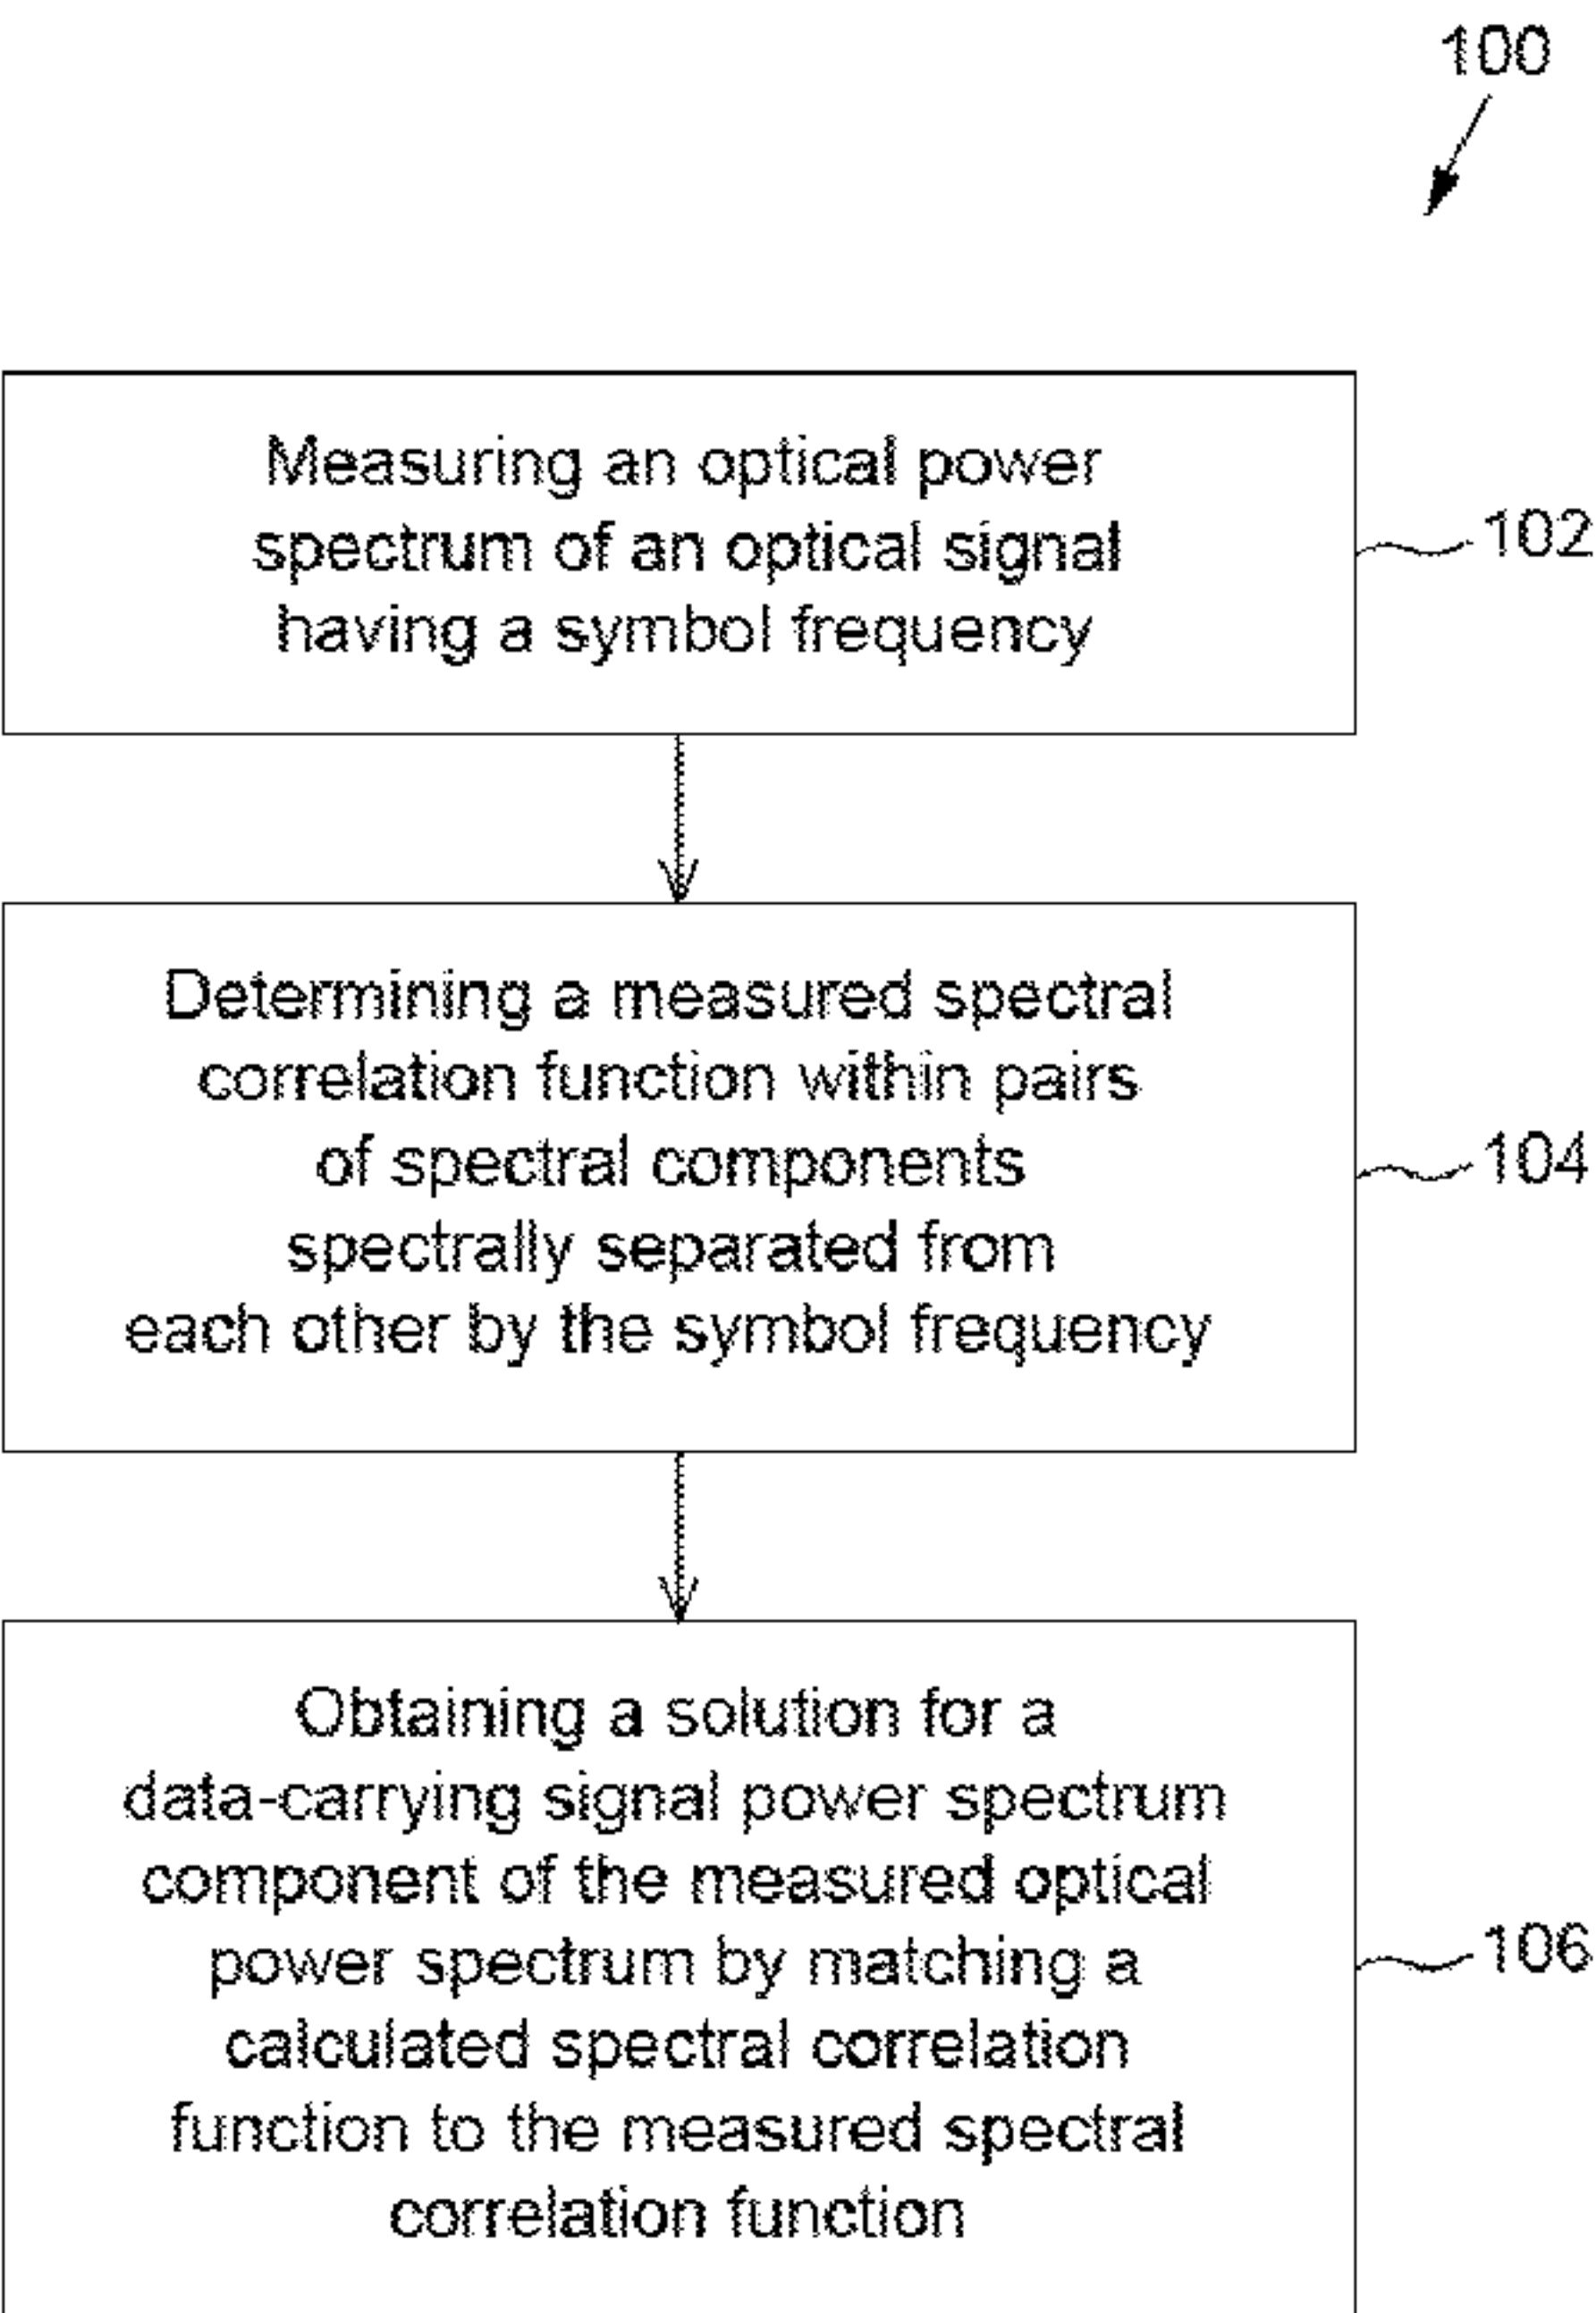 100
Measuring an optical power
spectrum of an optical signal
having a symbol frequency
102
Determining a measured spectral
correlation function within pairs
of spectral components
spectrally separated from
each other by the symbol frequency
104
Obtaining a solution for a
data-carrying signal power spectrum
component of the measured optical
power spectrum by matching a
calculated spectral correlation
function to the measured spectral
correlation function
106